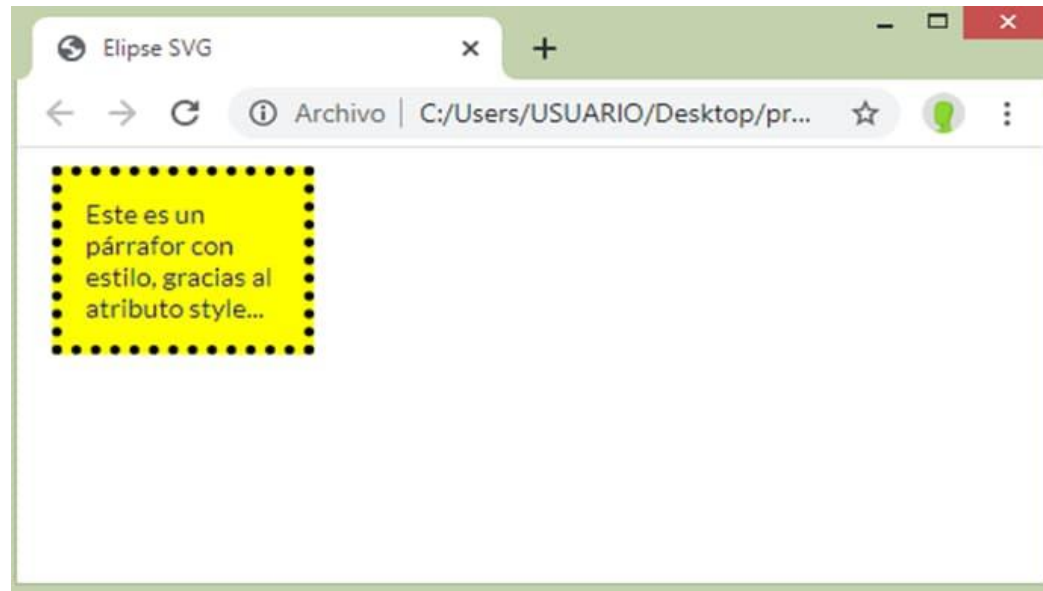 Elipse SVG
Archivo | C:/Users/USUARIO/Desktop/pr...
Este es un
párrafor con
estilo, gracias al
atributo style...